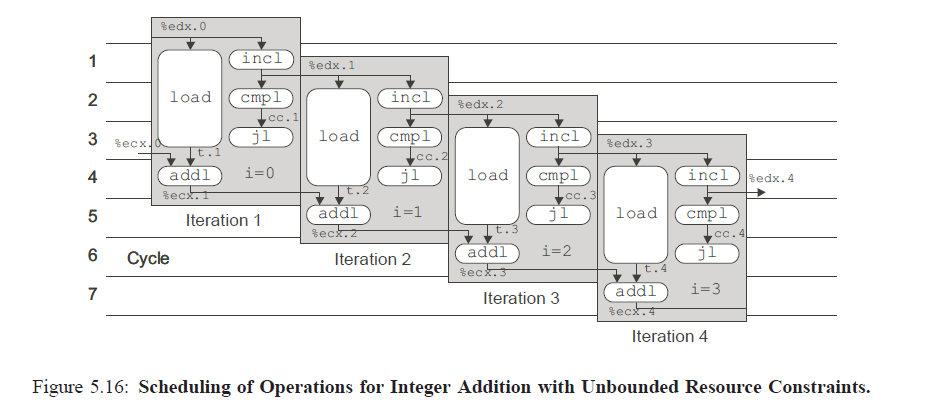 %edx.0
1
incl
%edx.1
load
2
cmpl
incl
%edx.2
cc.1
load
3
jl
cmpl
incl
%edx.3
%ecx.0
t.1
cc.2
load
4
addl
i=0
jl
cmpl
incl
%edx.4
%ecx.1
t.2
cc.3
load
5
Iteration 1
addl
i=1
jl
cmpl
%ecx.2
t.3
cc.4
6
Cycle
Iteration 2
addl
i=2
jl
%ecx.3
t.4
7
Iteration 3
addl
i=3
%ecx.4
Iteration 4
Figure 5.16: Scheduling of Operations for Integer Addition with Unbounded Resource Constraints.